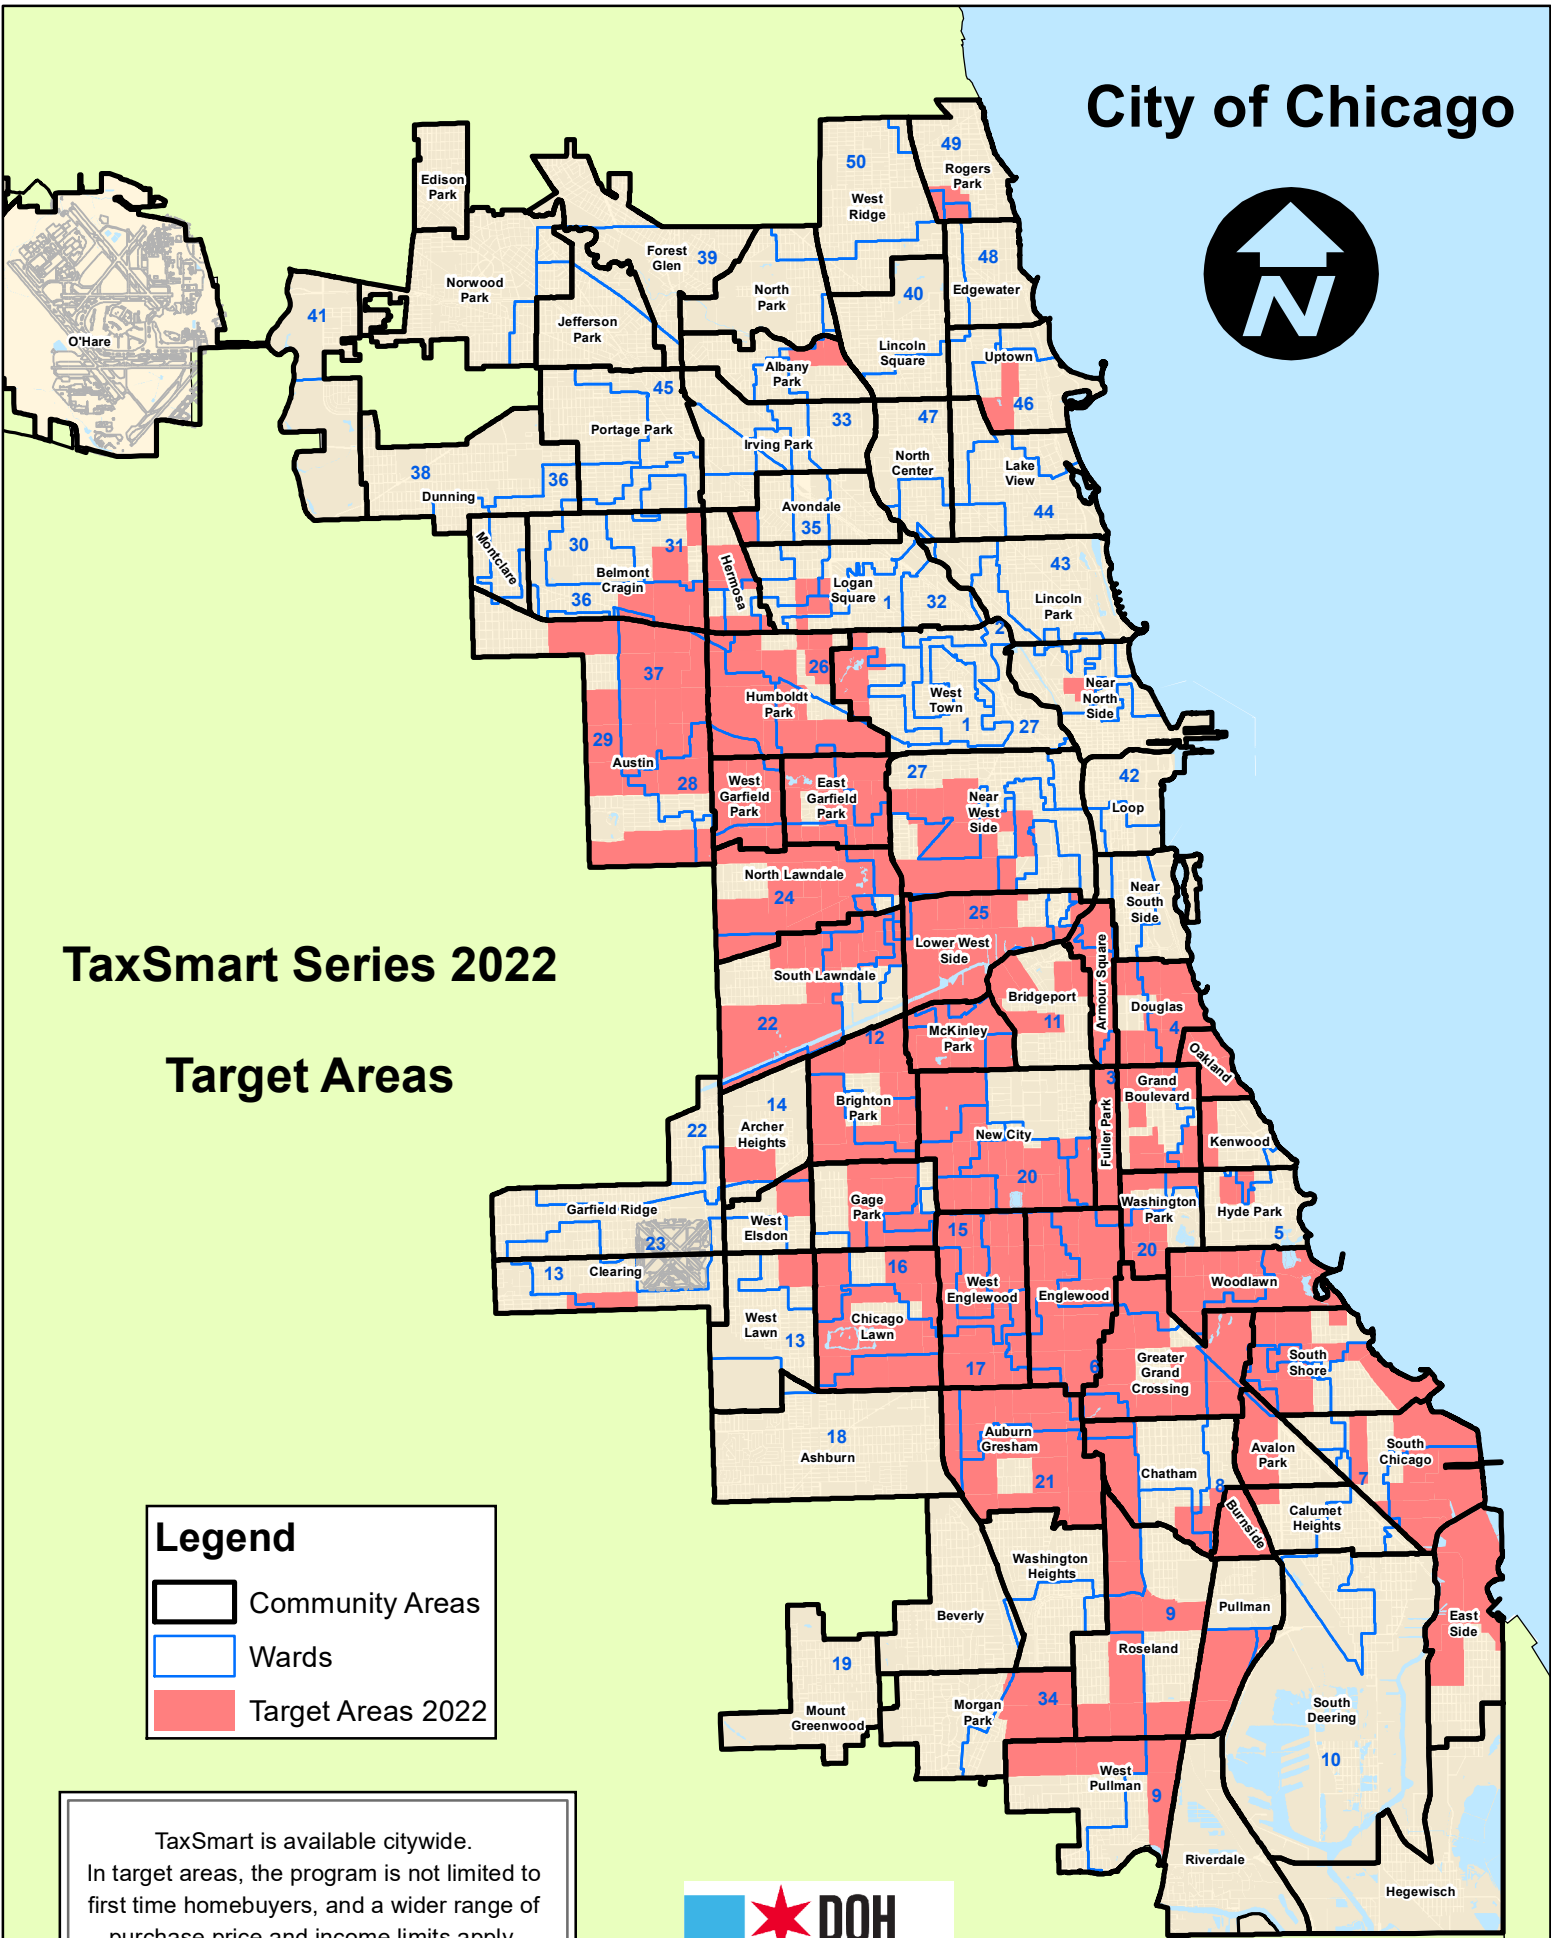 City of Chicago
N
TaxSmart Series 2022
Target Areas
Edison
Park
50
49
Rogers
Park
West
Ridge
Forest
Glen
39
48
Norwood
Park
North
Park
40
Edgewater
41
O'Hare
Jefferson
Park
Lincoln
Square
Uptown
Albany
Park
45
46
33
47
Portage Park
Irving Park
North
Center
Lake
View
38
36
Dunning
Avondale
35
44
Montclare
30
31
Hermosa
43
Belmont
Cragin
36
Logan
Square
1
32
Lincoln
Park
2
37
26
Humboldt
Park
West
Town
1
27
Near
North
Side
29
Austin
28
West
Garfield
Park
East
Garfield
Park
27
Near
West
Side
42
Loop
North Lawndale
24
25
Near
South
Side
Lower West
Side
South Lawndale
Armour Square
Bridgeport
11
Douglas
4
22
12
McKinley
Park
Oakland
3
Grand
Boulevard
14
Archer
Heights
Brighton
Park
22
New City
Fuller Park
Kenwood
20
Garfield Ridge
Gage
Park
Washington
Park
Hyde Park
West
Elsdon
15
5
23
20
13
Clearing
16
West
Englewood
Englewood
Woodlawn
West
Lawn
13
Chicago
Lawn
17
6
Greater
Grand
Crossing
South
Shore
18
Ashburn
Auburn
Gresham
21
Avalon
Park
South
Chicago
Chatham
8
7
Burnside
Calumet
Heights
Washington
Heights
Beverly
9
Pullman
East
Side
Roseland
19
34
Mount
Greenwood
Morgan
Park
South
Deering
10
West
Pullman
9
Riverdale
Hegewisch
Legend
Community Areas
Wards
Target Areas 2022
TaxSmart is available citywide.
In target areas, the program is not limited to
first time homebuyers, and a wider range of
purchase price and income limits apply
DOH